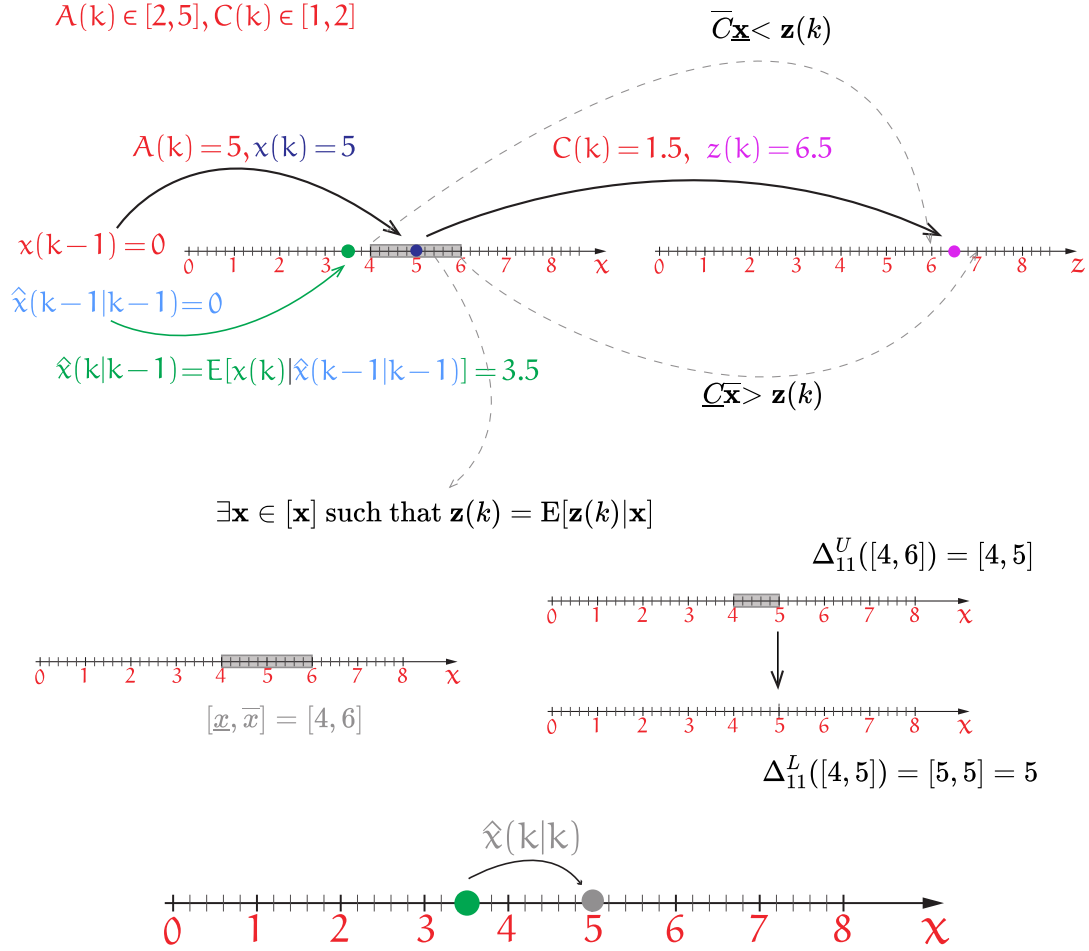 A(k) ∈ [2,5], C(k) ∈ [1,2]
C̅x̲ < z(k)
A(k) = 5, x(k) = 5
C(k) = 1.5, z(k) = 6.5
x(k−1) = 0
0 1 2 3 4 5 6 7 8 x
0 1 2 3 4 5 6 7 8 z
x̂(k−1|k−1) = 0
x̂(k|k−1) = E[x(k)|x̂(k−1|k−1)] = 3.5
C̲x̅ > z(k)
∃x ∈ [x] such that z(k) = E[z(k)|x]
Δ₁₁ᵁ([4,6]) = [4,5]
0 1 2 3 4 5 6 7 8 x
0 1 2 3 4 5 6 7 8 x
[x̲, x̅] = [4,6]
0 1 2 3 4 5 6 7 8 x
Δ₁₁ᴸ([4,5]) = [5,5] = 5
x̂(k|k)
0 1 2 3 4 5 6 7 8 x